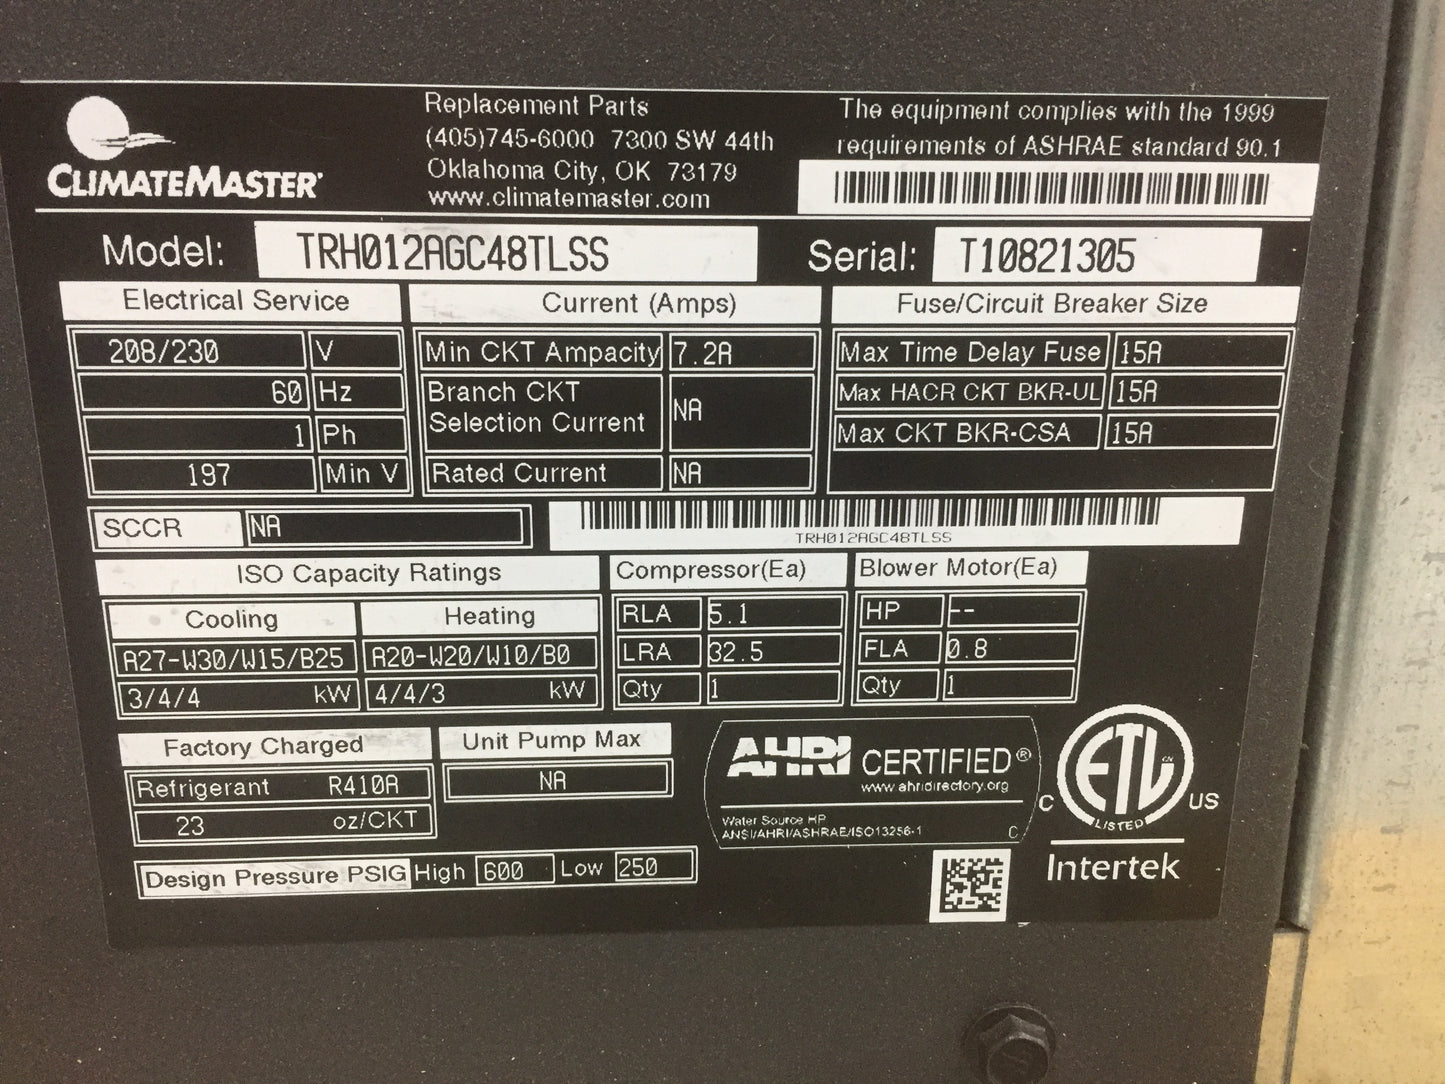 CLIMATEMASTER
Replacement Parts
(405)745-6000 7300 SW 44th
Oklahoma City, OK 73179
www.climatemaster.com
The equipment complies with the 1999
requirements of ASHRAE standard 90.1
Model: TRH012AGC48TLSS
Serial: T10821305
Electrical Service
208/230 V
60 Hz
1 Ph
197 Min V
Current (Amps)
Min CKT Ampacity 7.2A
Branch CKT
Selection Current NA
Rated Current NA
Fuse/Circuit Breaker Size
Max Time Delay Fuse 15A
Max HACR CKT BKR-UL 15A
Max CKT BKR-CSA 15A
SCCR NA
TRH012AGC48TLSS
ISO Capacity Ratings
Cooling Heating
A27-W30/W15/B25 A20-W20/W10/B0
3/4/4 kW 4/4/3 kW
Compressor(Ea)
RLA 5.1
LRA 32.5
Qty 1
Blower Motor(Ea)
HP --
FLA 0.8
Qty 1
Factory Charged
Refrigerant R410A
23 oz/CKT
Unit Pump Max
NA
AHRI CERTIFIED®
www.ahridirectory.org
Water Source HP
ANSI/AHRI/ASHRAE/ISO13256-1
C
ETL CM
C US
LISTED
Intertek
Design Pressure PSIG High 600 Low 250